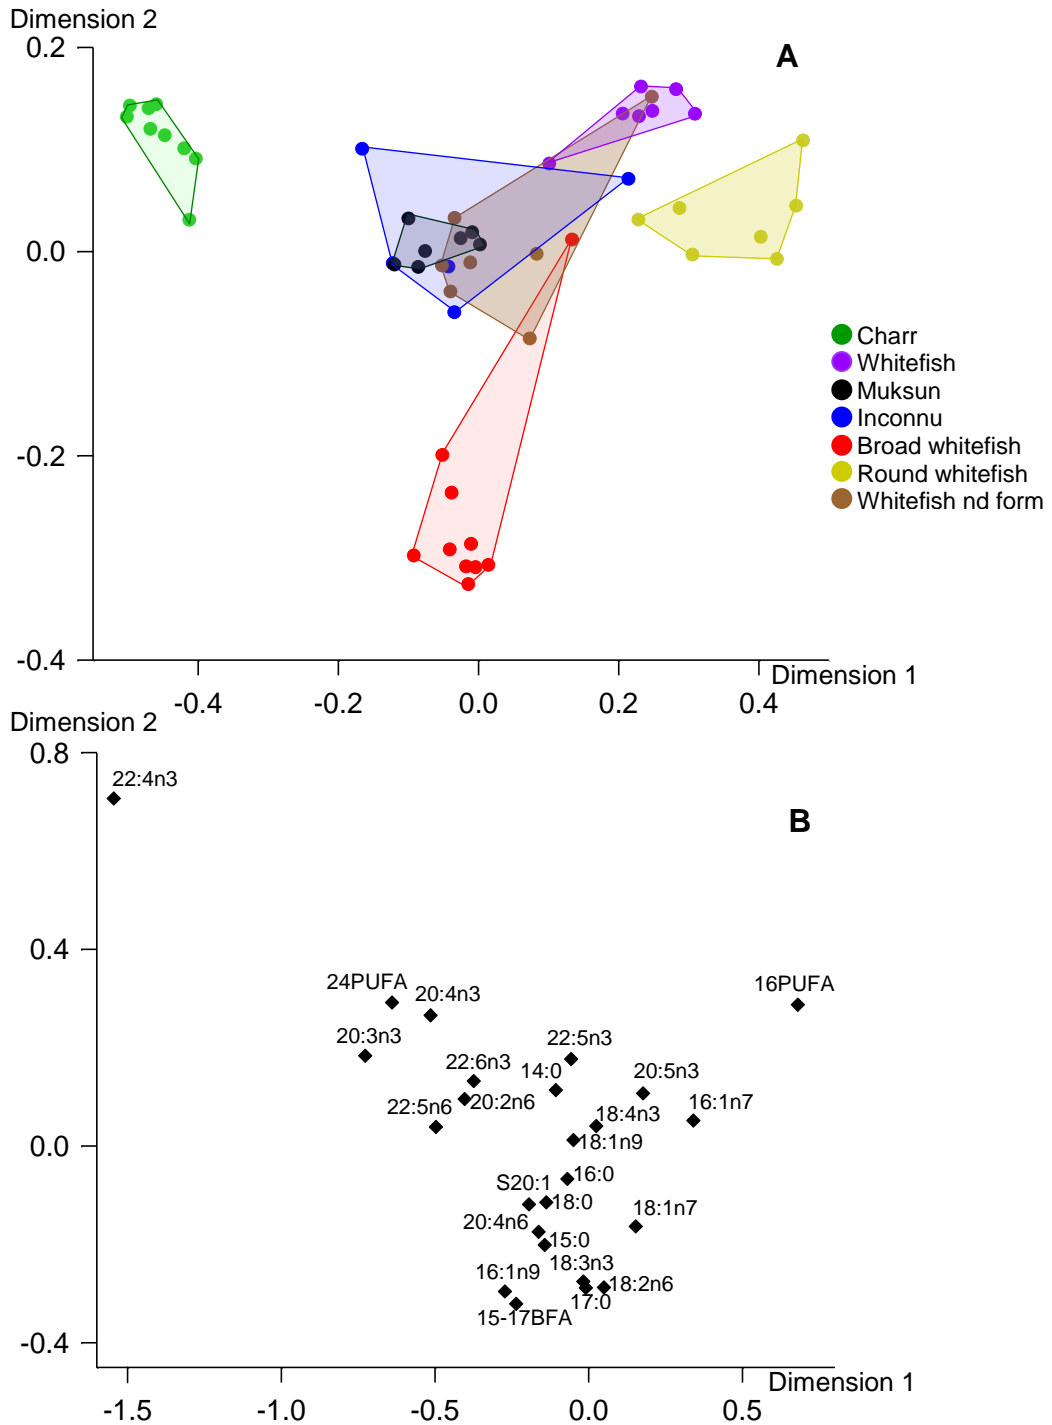 Dimension 2
0.2
A
0.0
Charr
Whitefish
Muksun
Inconnu
Broad whitefish
-0.2
Round whitefish
Whitefish nd form
-0.4
Dimension 1
-0.4
-0.2
0.0
0.2
0.4
Dimension 2
0.8
22:4n3
B
0.4
24PUFA
20:4n3
16PUFA
20:3n3
22:5n3
22:6n3
14:0
20:5n3
22:5n6
20:2n6
18:4n3
16:1n7
0.0
18:1n9
16:0
S20:1
18:0
18:1n7
20:4n6
15:0
18:3n3
16:1n9
18:2n6
17:0
15-17BFA
-0.4
Dimension 1
-1.5
-1.0
-0.5
0.0
0.5